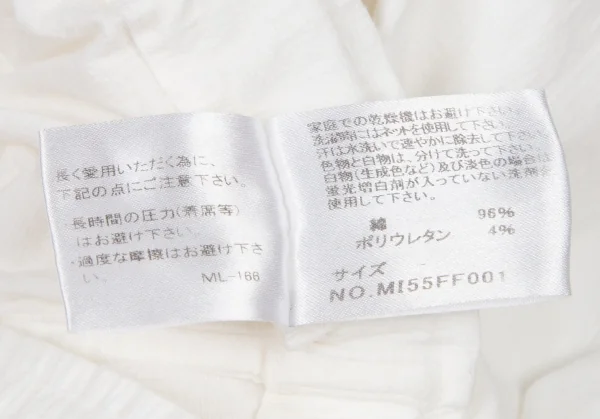 長く愛用いただく為に、
下記の点にご注意下さい。
・長時間の圧力(着席等)
はお避け下さい。
・過度な摩擦はお避け下さ
い。
ML-168
家庭での乾燥機はお避け下さい。
洗濯時にはネットを使用して下さい。
汗は水洗いで速やかに除去して下さい。
色物と白物は、分けて洗って下さい。
白物(生成色など)及び淡色の場合は
蛍光増白剤が入っていない洗剤を
使用して下さい。
綿 96%
ポリウレタン 4%
サイズ
NO.MI55FF001